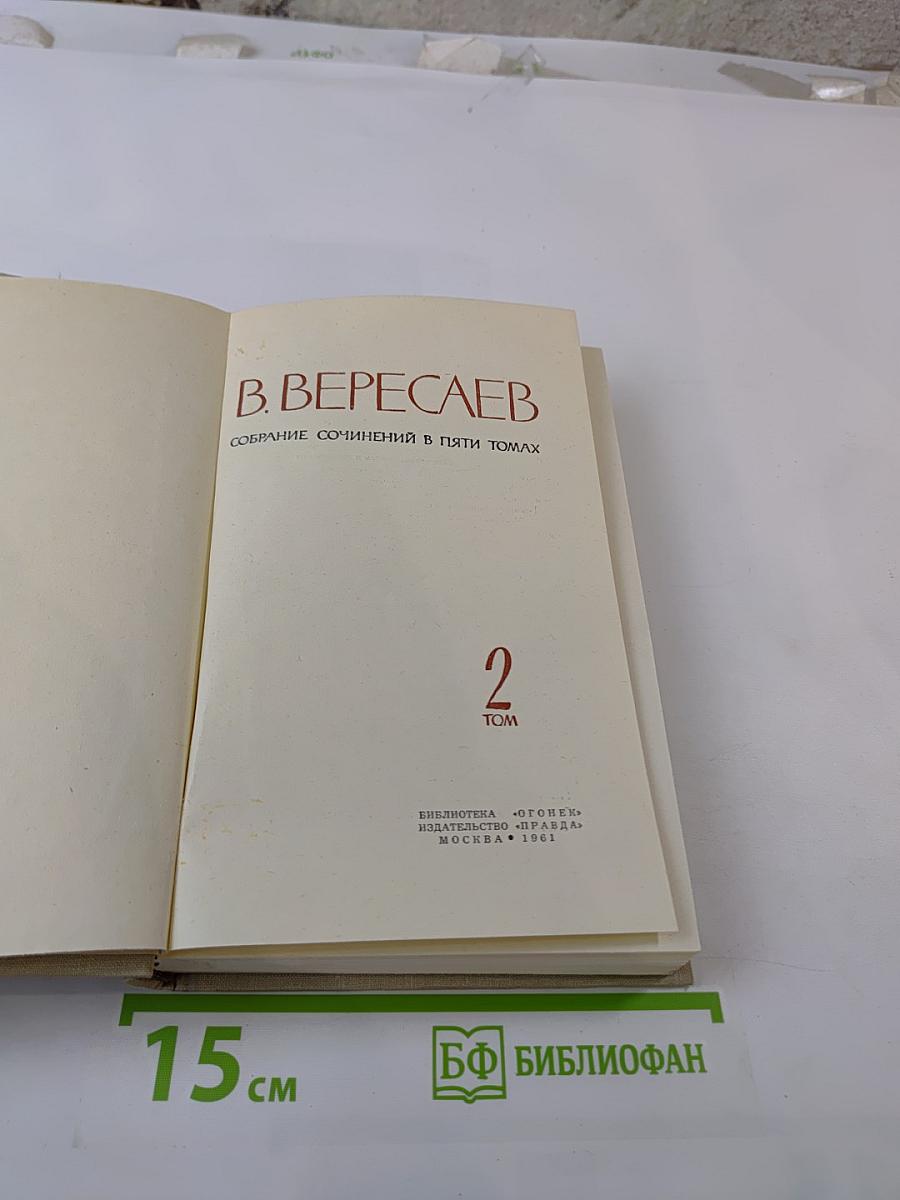 В. ВЕРЕСАЕВ
СОБРАНИЕ СОЧИНЕНИЙ В ПЯТИ ТОМАХ
2
ТОМ
БИБЛИОТЕКА «ОГОНЕК»
ИЗДАТЕЛЬСТВО «ПРАВДА»
МОСКВА • 1961
15 см
БФ БИБЛИОФАН